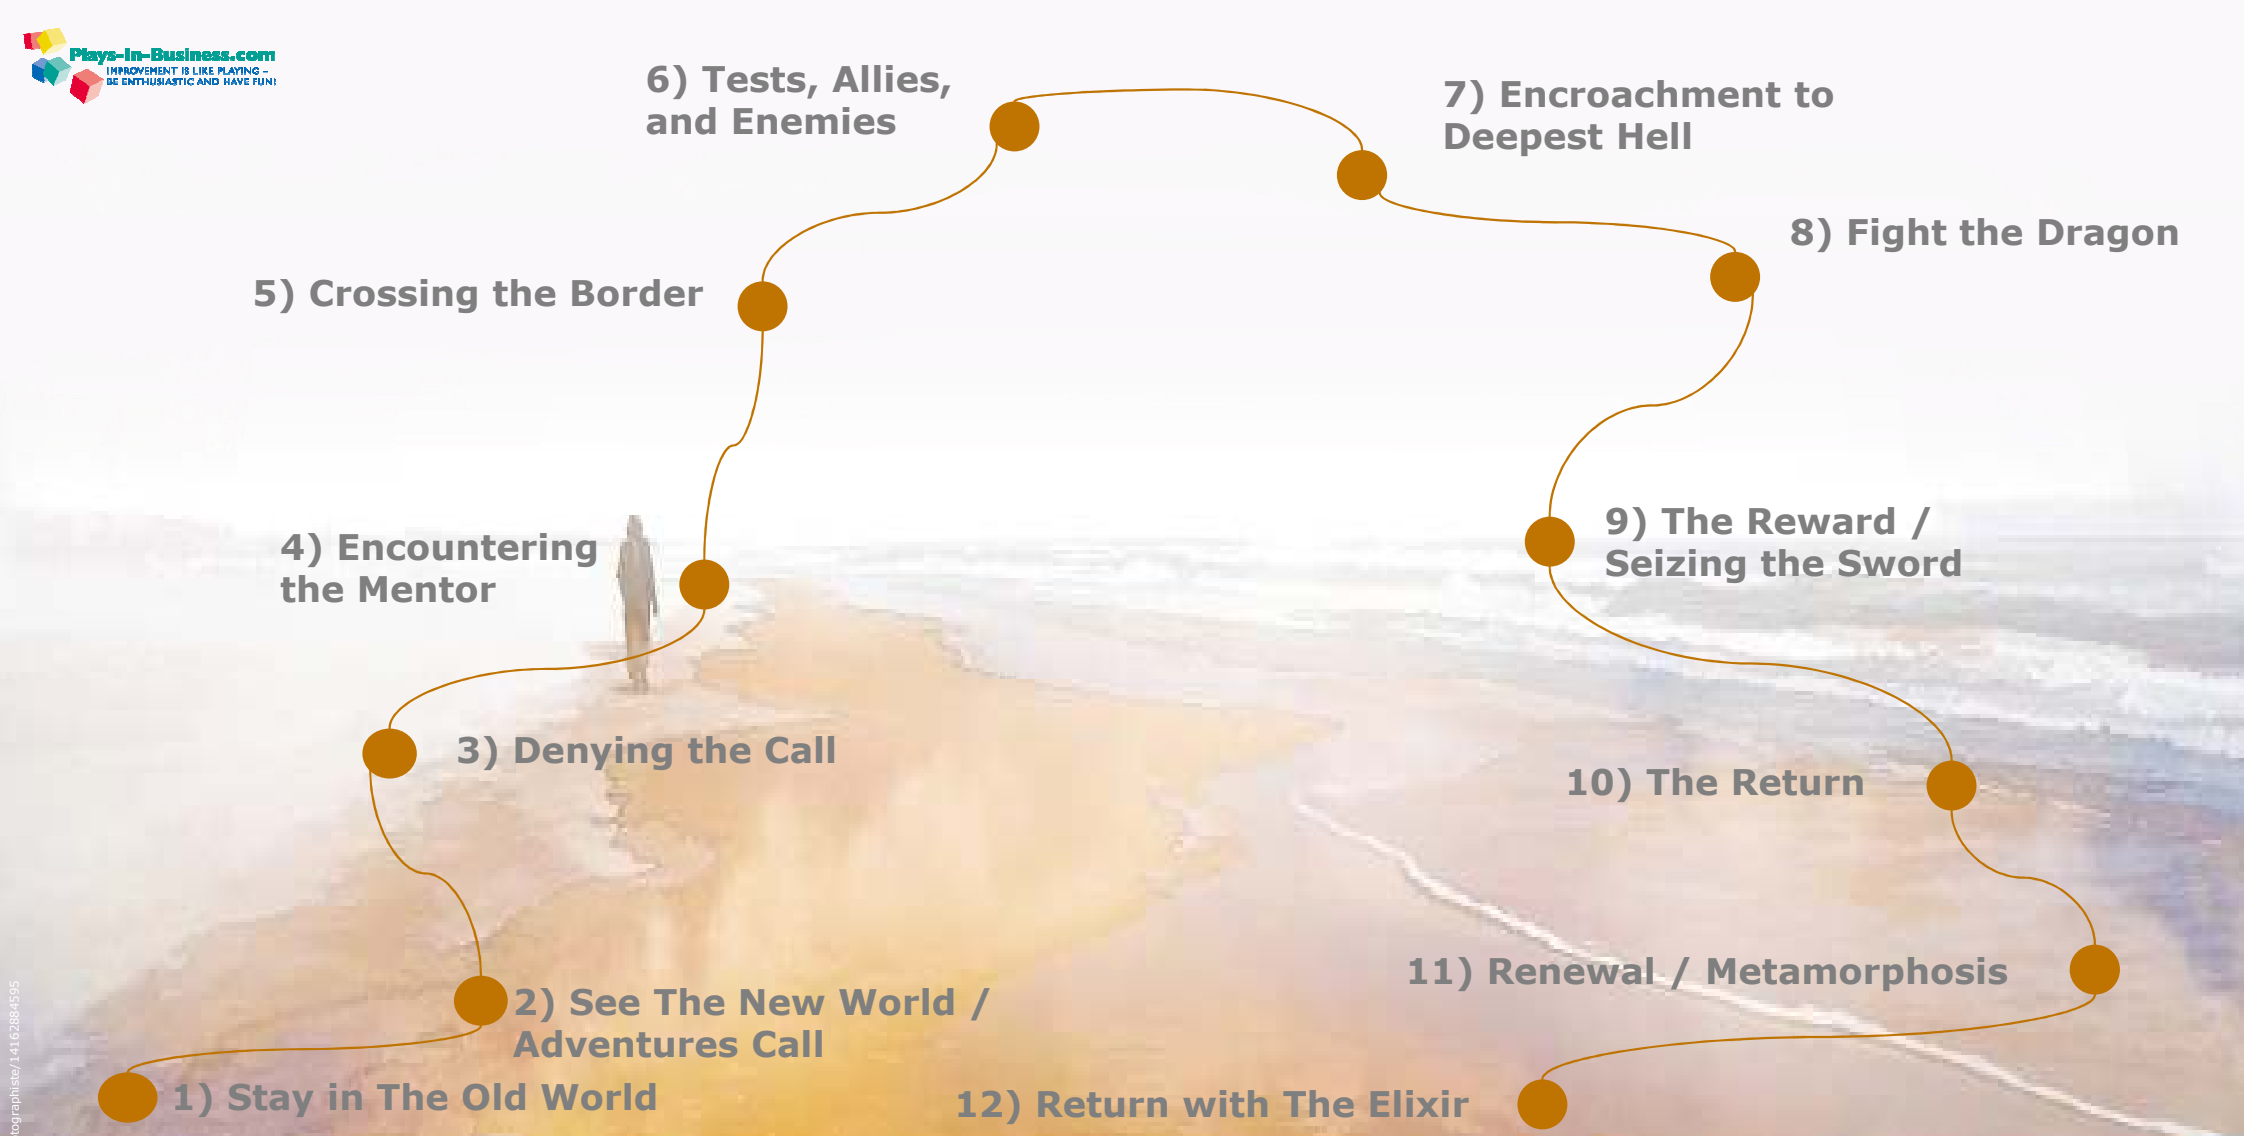 Plays-In-Business.com
IMPROVEMENT IS LIKE PLAYING –
BE ENTHUSIASTIC AND HAVE FUN!
6) Tests, Allies,
and Enemies
7) Encroachment to
Deepest Hell
8) Fight the Dragon
5) Crossing the Border
9) The Reward /
Seizing the Sword
4) Encountering
the Mentor
3) Denying the Call
10) The Return
11) Renewal / Metamorphosis
2) See The New World /
Adventures Call
1) Stay in The Old World
12) Return with The Elixir
tographiste/14162884595